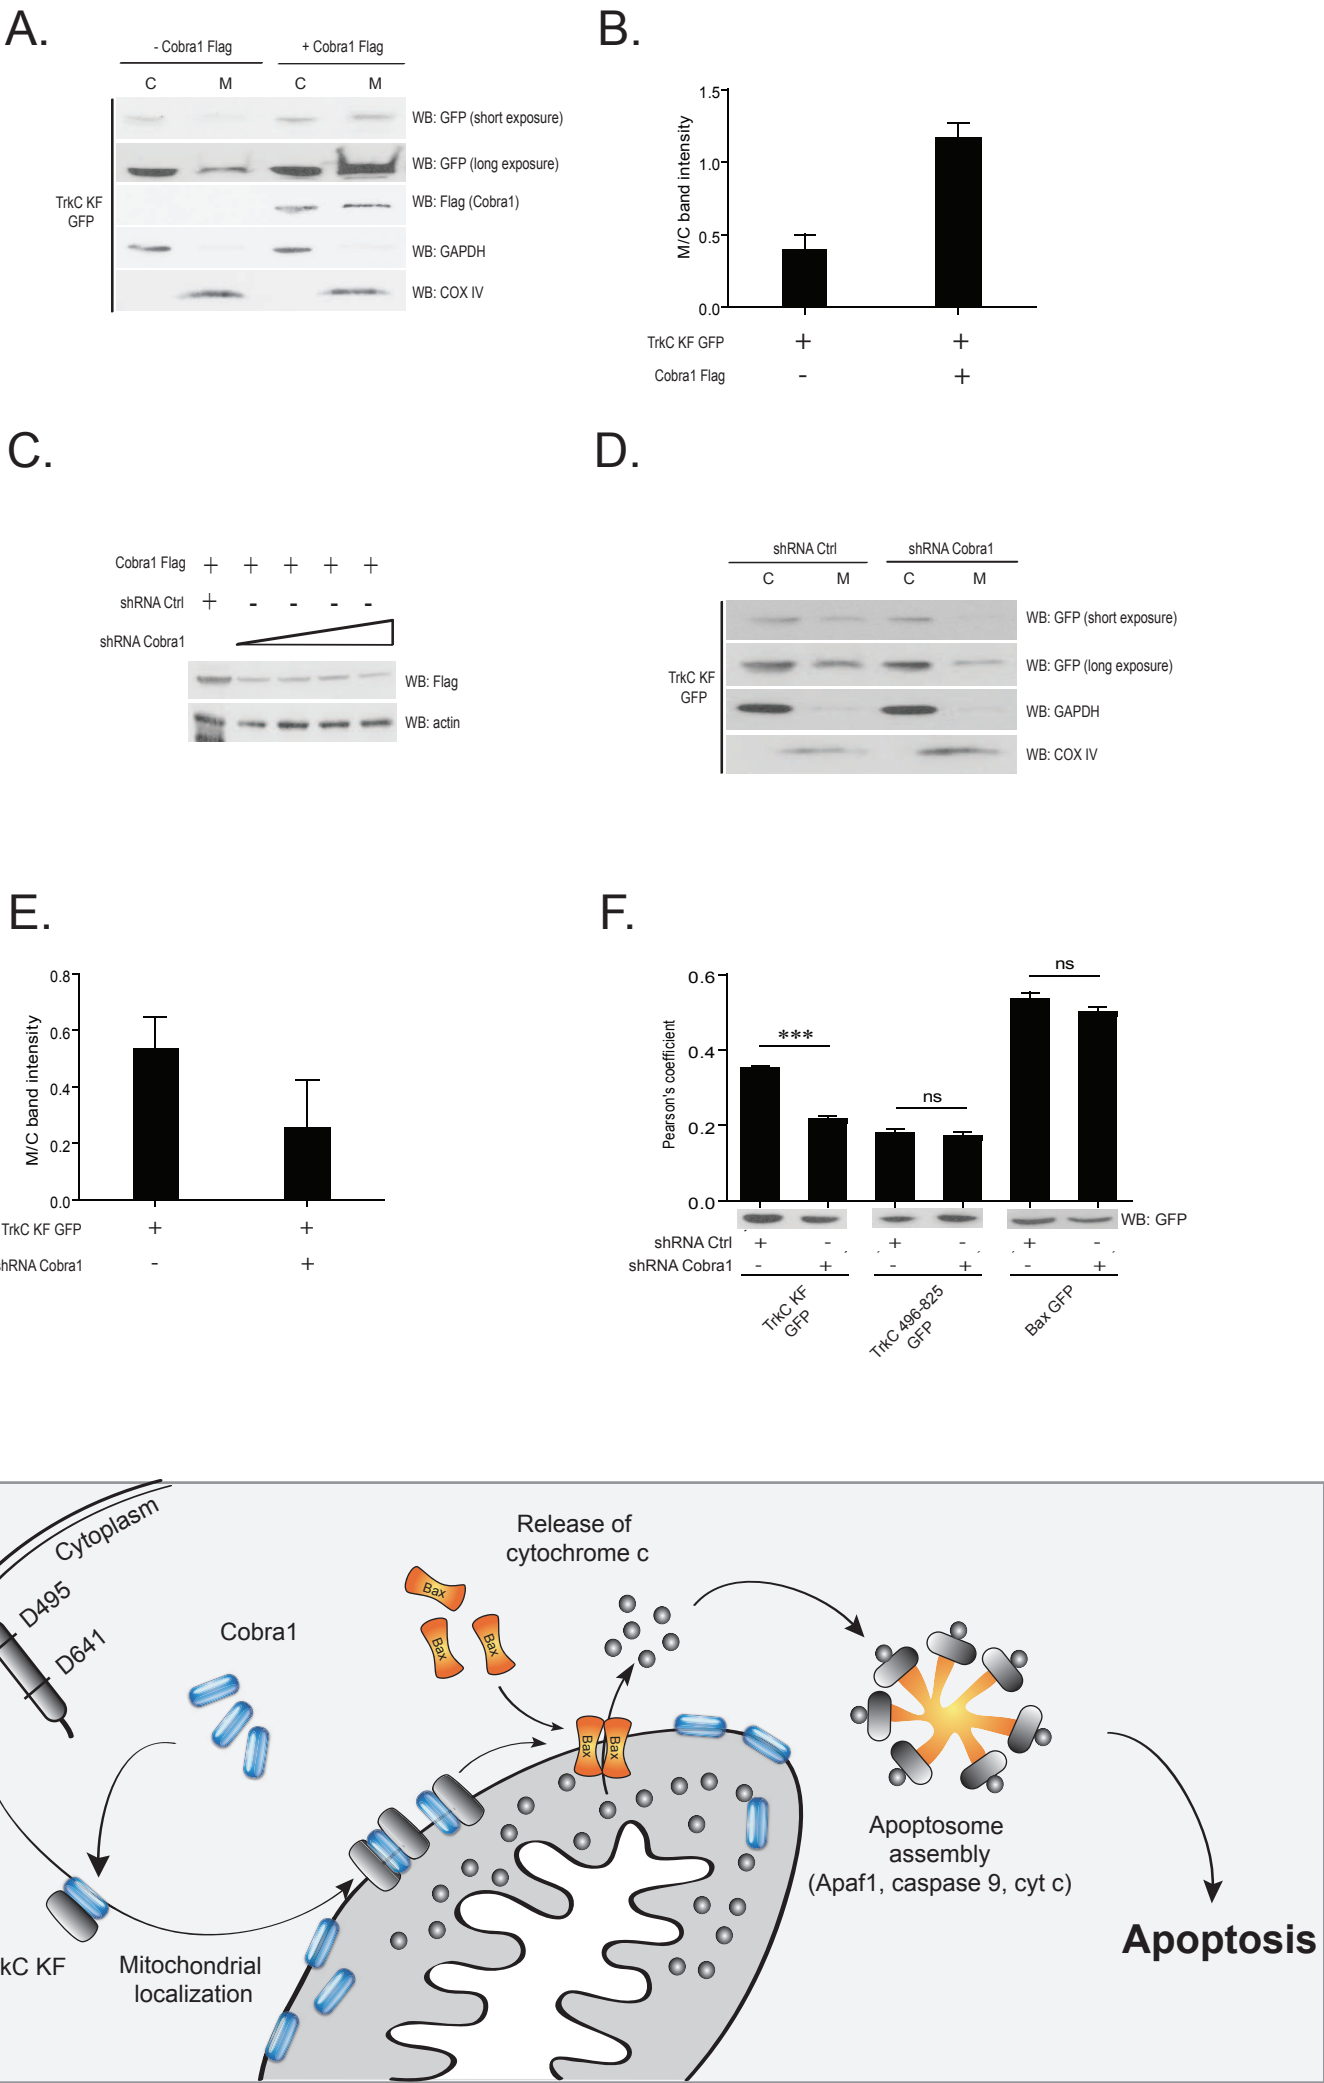 A.
- Cobra1 Flag
+ Cobra1 Flag
C M C M
WB: GFP (short exposure)
WB: GFP (long exposure)
WB: Flag (Cobra1)
WB: GAPDH
WB: COX IV
TrkC KF
GFP
B.
M/C band intensity
1.5
1.0
0.5
0.0
TrkC KF GFP + +
Cobra1 Flag - +
C.
Cobra1 Flag + + + + +
shRNA Ctrl + - - - -
shRNA Cobra1
WB: Flag
WB: actin
D.
shRNA Ctrl
shRNA Cobra1
C M C M
WB: GFP (short exposure)
WB: GFP (long exposure)
WB: GAPDH
WB: COX IV
TrkC KF
GFP
E.
M/C band intensity
0.8
0.6
0.4
0.2
0.0
TrkC KF GFP + +
hRNA Cobra1 - +
F.
Pearson's coefficient
0.6
0.4
0.2
0.0
***
ns
ns
WB: GFP
shRNA Ctrl + - + - + -
shRNA Cobra1 - + - + - +
TrkC KF
GFP
TrkC 496-825
GFP
Bax GFP
Cytoplasm
D495
D641
Cobra1
Bax
Bax
Bax
Bax
Bax
Release of
cytochrome c
Apoptosome
assembly
(Apaf1, caspase 9, cyt c)
Apoptosis
kC KF
Mitochondrial
localization